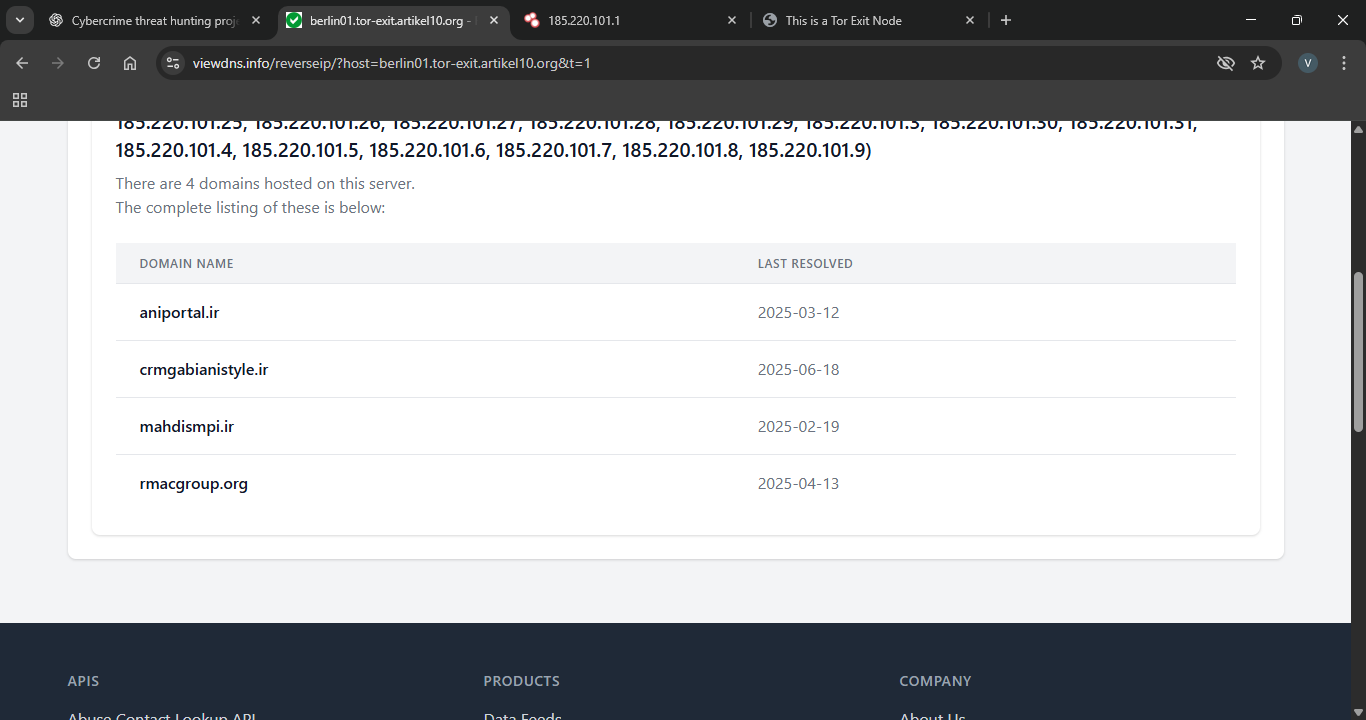 Cybercrime threat hunting proj
berlin01.tor-exit.artikel10.org -
185.220.101.1
This is a Tor Exit Node
viewdns.info/reverseip/?host=berlin01.tor-exit.artikel10.org&t=1
V
185.220.101.25, 185.220.101.26, 185.220.101.27, 185.220.101.28, 185.220.101.29, 185.220.101.3, 185.220.101.30, 185.220.101.31,
185.220.101.4, 185.220.101.5, 185.220.101.6, 185.220.101.7, 185.220.101.8, 185.220.101.9)
There are 4 domains hosted on this server.
The complete listing of these is below:
DOMAIN NAME LAST RESOLVED
aniportal.ir 2025-03-12
crmgabianistyle.ir 2025-06-18
mahdismpi.ir 2025-02-19
rmacgroup.org 2025-04-13
APIS PRODUCTS COMPANY
Abuse Contact Lookup API Data Feeds About Us